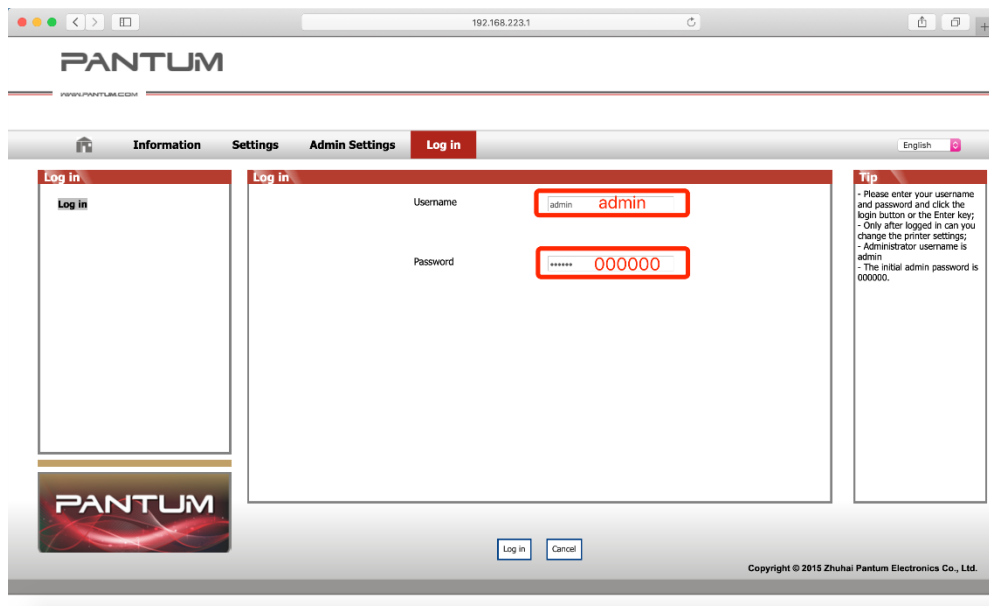 192.168.223.1
PANTUM
WWW.PANTUM.COM
Information Settings Admin Settings Log in English
Log in
Log in
Log in
Username admin admin
Password •••••• 000000
Tip
- Please enter your username
and password and click the
login button or the Enter key;
- Only after logged in can you
change the printer settings;
- Administrator username is
admin
- The initial admin password is
000000.
PANTUM
Log in Cancel
Copyright © 2015 Zhuhai Pantum Electronics Co., Ltd.